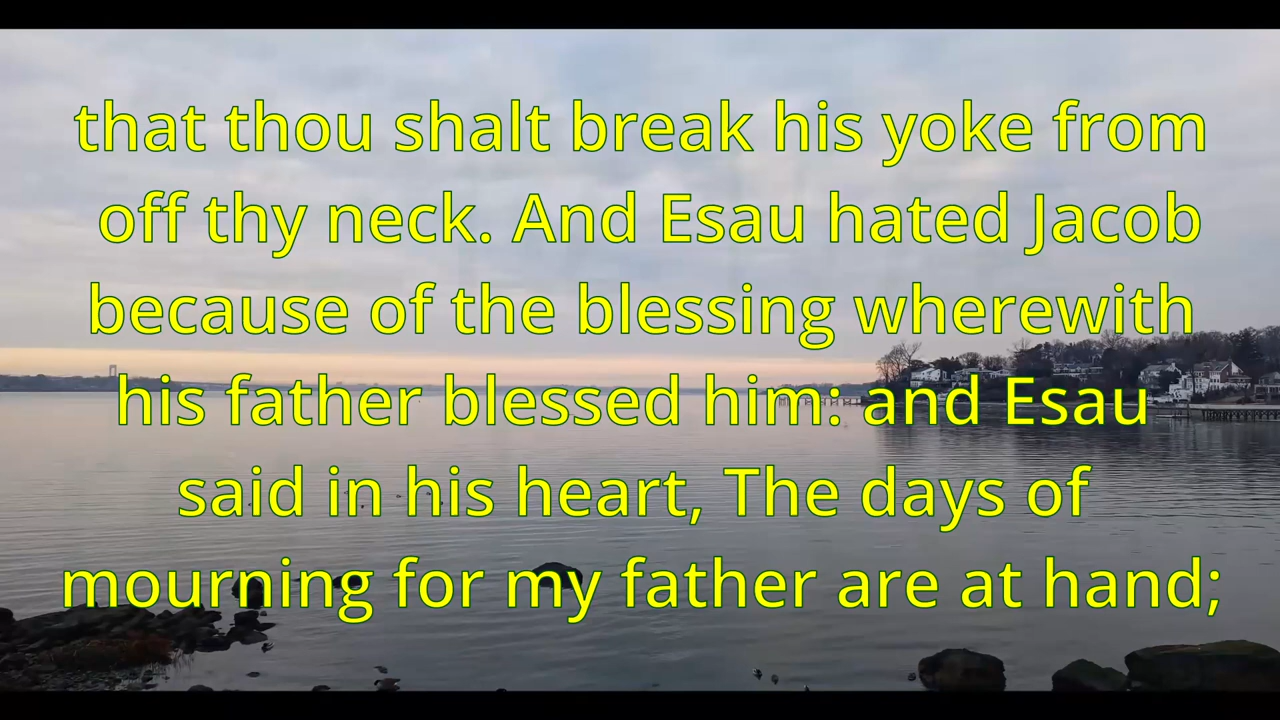 that thou shalt break his yoke from
off thy neck. And Esau hated Jacob
because of the blessing wherewith
his father blessed him: and Esau
said in his heart, The days of
mourning for my father are at hand;